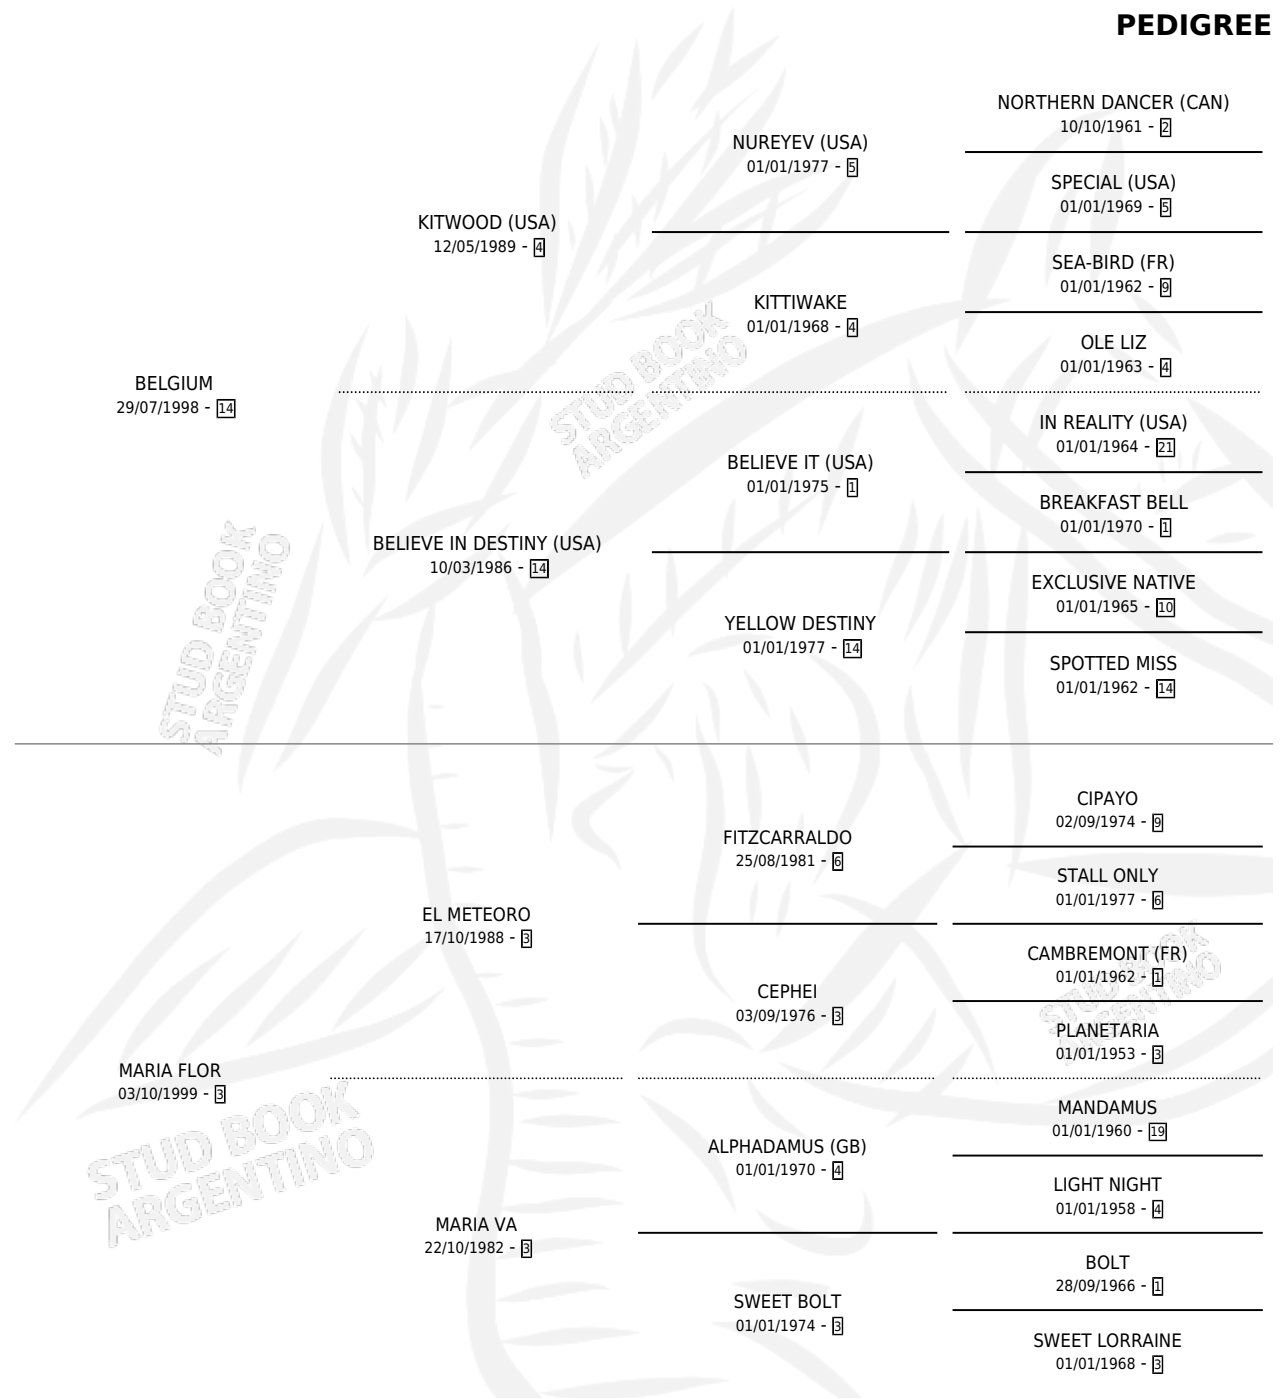 PEDIGREE
NORTHERN DANCER (CAN)
10/10/1961 - 2
NUREYEV (USA)
01/01/1977 - 5
SPECIAL (USA)
01/01/1969 - 5
KITWOOD (USA)
12/05/1989 - 4
SEA-BIRD (FR)
01/01/1962 - 9
KITTIWAKE
01/01/1968 - 4
OLE LIZ
01/01/1963 - 4
BELGIUM
29/07/1998 - 14
IN REALITY (USA)
01/01/1964 - 21
BELIEVE IT (USA)
01/01/1975 - 1
BREAKFAST BELL
01/01/1970 - 1
BELIEVE IN DESTINY (USA)
10/03/1986 - 14
EXCLUSIVE NATIVE
01/01/1965 - 10
YELLOW DESTINY
01/01/1977 - 14
SPOTTED MISS
01/01/1962 - 14
CIPAYO
02/09/1974 - 9
FITZCARRALDO
25/08/1981 - 6
STALL ONLY
01/01/1977 - 6
EL METEORO
17/10/1988 - 3
CAMBREMONT (FR)
01/01/1962 - 1
CEPHEI
03/09/1976 - 3
PLANETARIA
01/01/1953 - 3
MARIA FLOR
03/10/1999 - 3
MANDAMUS
01/01/1960 - 19
ALPHADAMUS (GB)
01/01/1970 - 4
LIGHT NIGHT
01/01/1958 - 4
MARIA VA
22/10/1982 - 3
BOLT
28/09/1966 - 1
SWEET BOLT
01/01/1974 - 3
SWEET LORRAINE
01/01/1968 - 3
STUD BOOK
ARGENTINO
STUD BOOK
ARGENTINO
STUD BOOK
ARGENTINO
STUD BOOK
ARGENTINO